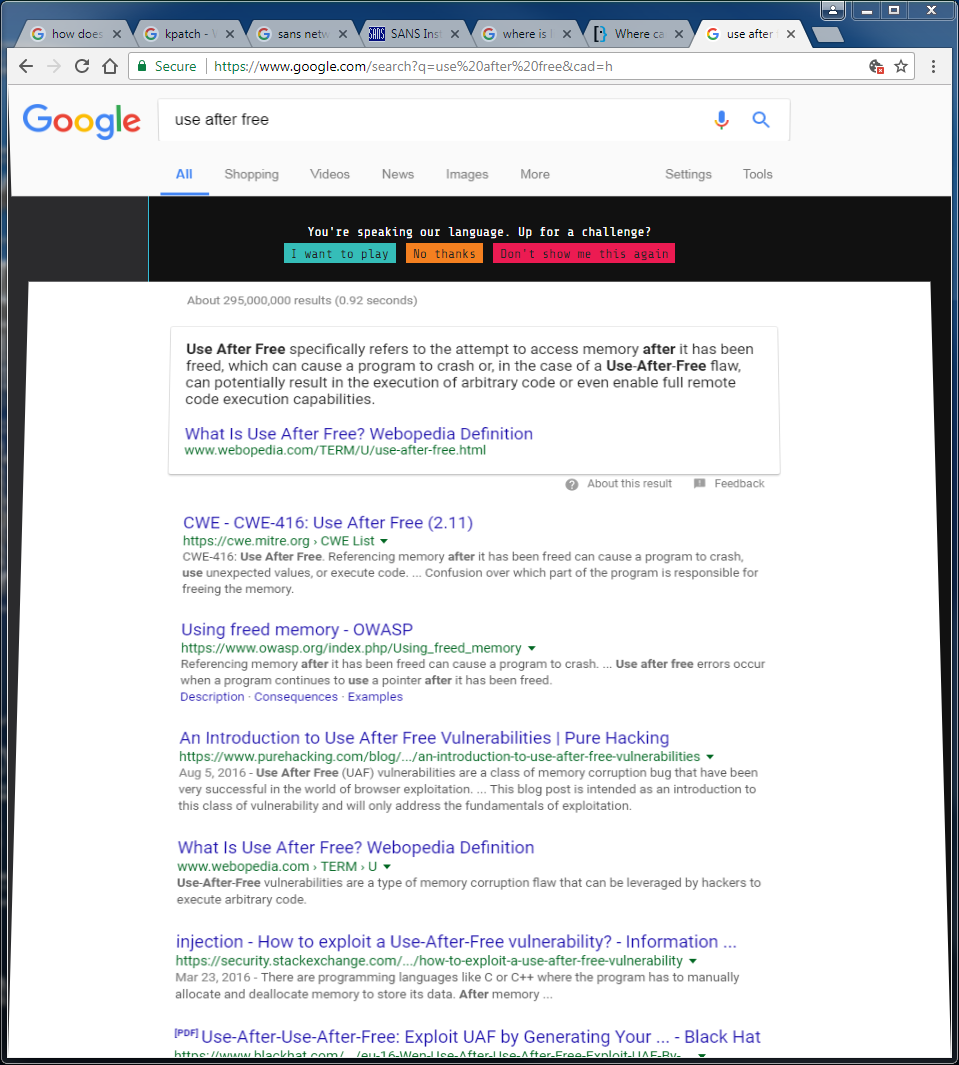 how does
kpatch - W
sans netw
SANS Inst
where is
Where ca
use after
Secure
https://www.google.com/search?q=use%20after%20free&cad=h
Google
use after free
All Shopping Videos News Images More Settings Tools
You're speaking our language. Up for a challenge?
I want to play No thanks Don't show me this again
About 295,000,000 results (0.92 seconds)
Use After Free specifically refers to the attempt to access memory after it has been
freed, which can cause a program to crash or, in the case of a Use-After-Free flaw,
can potentially result in the execution of arbitrary code or even enable full remote
code execution capabilities.
What Is Use After Free? Webopedia Definition
www.webopedia.com/TERM/U/use-after-free.html
About this result Feedback
CWE - CWE-416: Use After Free (2.11)
https://cwe.mitre.org › CWE List
CWE-416: Use After Free. Referencing memory after it has been freed can cause a program to crash,
use unexpected values, or execute code. ... Confusion over which part of the program is responsible for
freeing the memory.
Using freed memory - OWASP
https://www.owasp.org/index.php/Using_freed_memory
Referencing memory after it has been freed can cause a program to crash. ... Use after free errors occur
when a program continues to use a pointer after it has been freed.
Description · Consequences · Examples
An Introduction to Use After Free Vulnerabilities | Pure Hacking
https://www.purehacking.com/blog/.../an-introduction-to-use-after-free-vulnerabilities
Aug 5, 2016 - Use After Free (UAF) vulnerabilities are a class of memory corruption bug that have been
very successful in the world of browser exploitation. ... This blog post is intended as an introduction to
this class of vulnerability and will only address the fundamentals of exploitation.
What Is Use After Free? Webopedia Definition
www.webopedia.com › TERM › U
Use-After-Free vulnerabilities are a type of memory corruption flaw that can be leveraged by hackers to
execute arbitrary code.
injection - How to exploit a Use-After-Free vulnerability? - Information ...
https://security.stackexchange.com/.../how-to-exploit-a-use-after-free-vulnerability
Mar 23, 2016 - There are programming languages like C or C++ where the program has to manually
allocate and deallocate memory to store its data. After memory ...
[PDF] Use-After-Use-After-Free: Exploit UAF by Generating Your ... - Black Hat
https://www.blackhat.com/.../eu-16-Wen-Use-After-Use-After-Free-Exploit-UAF-By-...